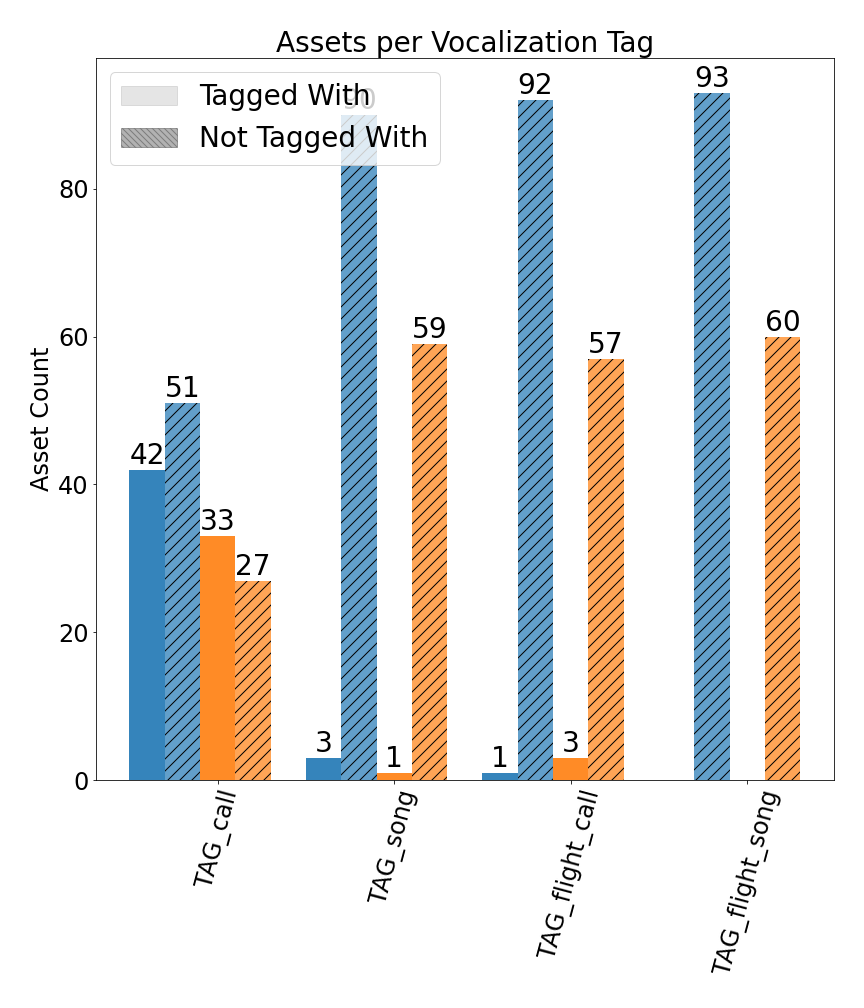 Assets per Vocalization Tag
Tagged With
Not Tagged With
90
92
93
51
42
33
27
3
1
59
1
3
57
60
Asset Count
80
60
40
20
0
TAG_call
TAG_song
TAG_flight_call
TAG_flight_song